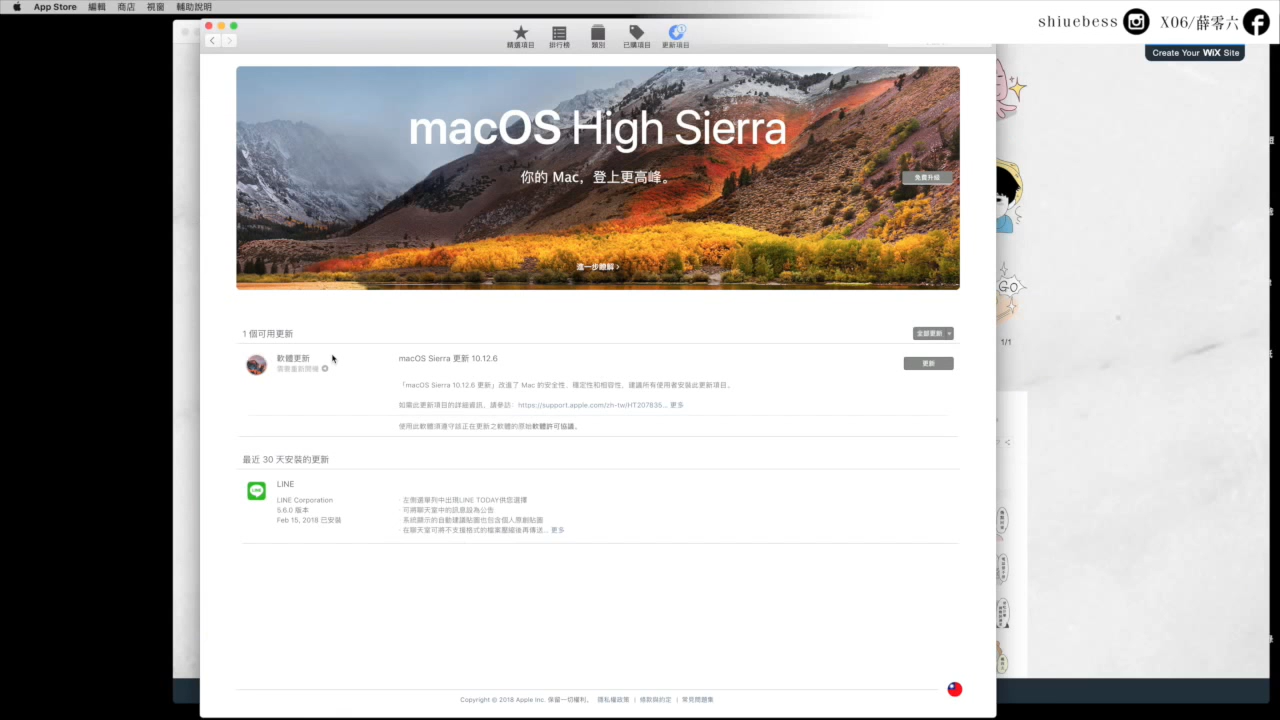 App Store 編輯 商店 視窗 輔助說明
shiuebess X06/薛零六
Create Your WiX Site
精選項目 排行榜 類別 已購項目 更新項目
macOS High Sierra
你的 Mac，登上更高峰。
免費升級
進一步瞭解 ›
1 個可用更新
全部更新
軟體更新
需要重新開機
macOS Sierra 更新 10.12.6
更新
「macOS Sierra 10.12.6 更新」改進了 Mac 的安全性、穩定性和相容性，建議所有使用者安裝此更新項目。
如需此更新項目的詳細資訊，請參訪：https://support.apple.com/zh-tw/HT207835... 更多
使用此軟體須遵守該正在更新之軟體的原始軟體許可協議。
最近 30 天安裝的更新
LINE
LINE Corporation
5.6.0 版本
Feb 15, 2018 已安裝
· 左側選單列中出現LINE TODAY供您選擇
· 可將聊天室中的訊息設為公告
· 系統顯示的自動建議貼圖也包含個人原創貼圖
· 在聊天室可將不支援格式的檔案壓縮後再傳送... 更多
GO
1/1
Copyright © 2018 Apple Inc. 保留一切權利。 隱私權政策 | 條款與約定 | 常見問題集